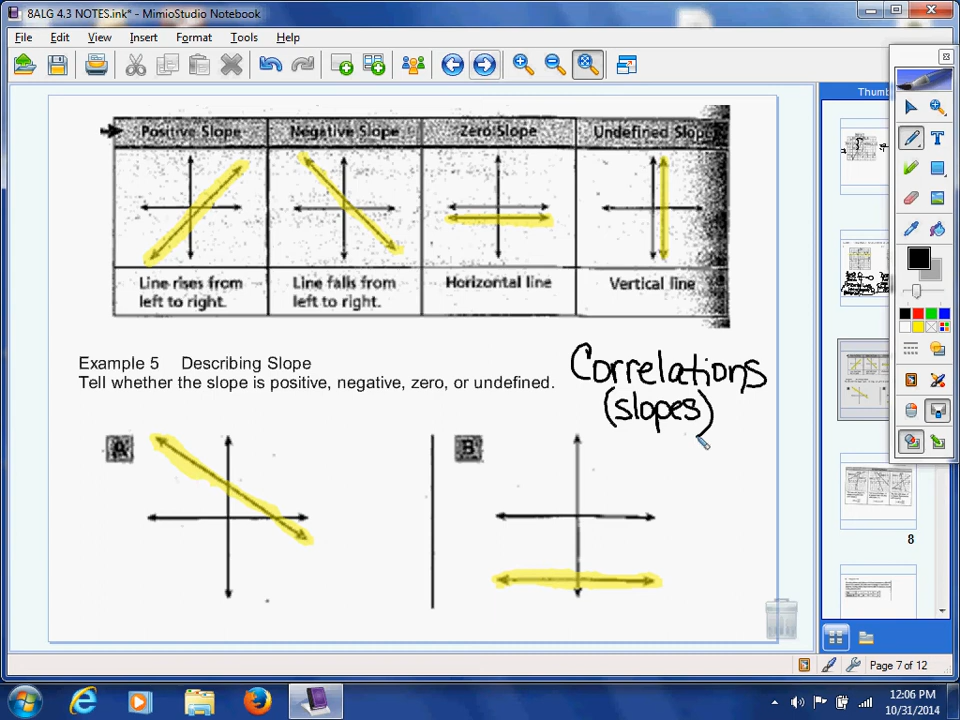 8ALG 4.3 NOTES.ink* - MimioStudio Notebook
File Edit View Insert Format Tools Help
Thumb
Positive Slope Negative Slope Zero Slope Undefined Slope
Line rises from left to right.
Line falls from left to right.
Horizontal line
Vertical line
Example 5 Describing Slope
Tell whether the slope is positive, negative, zero, or undefined.
Correlations
(slopes)
A
B
T
8
Page 7 of 12
12:06 PM
10/31/2014